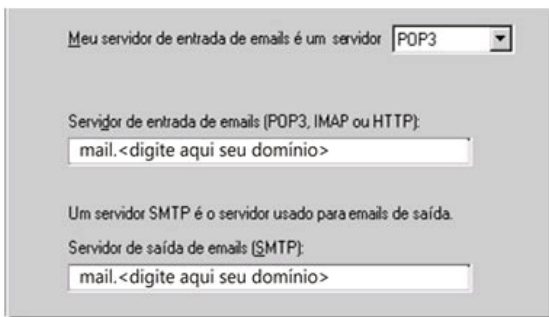 Meu servidor de entrada de emails é um servidor POP3
Servidor de entrada de emails (POP3, IMAP ou HTTP):
mail.<digite aqui seu domínio>
Um servidor SMTP é o servidor usado para emails de saída.
Servidor de saída de emails (SMTP):
mail.<digite aqui seu domínio>